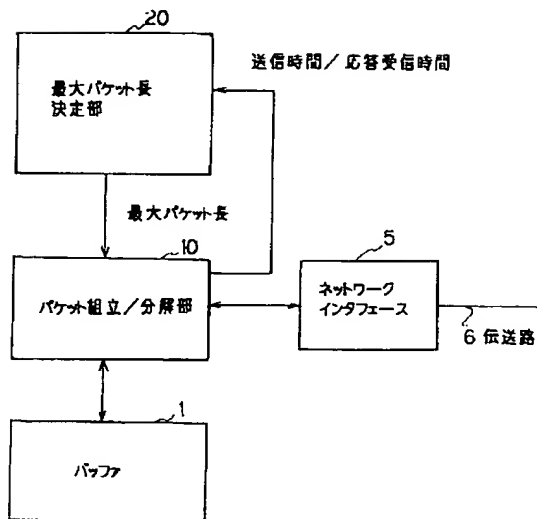 20
送信時間／応答受信時間
最大パケット長
決定部
最大パケット長
10
5
パケット組立／分解部
ネットワーク
インタフェース
6 伝送路
1
バッファ